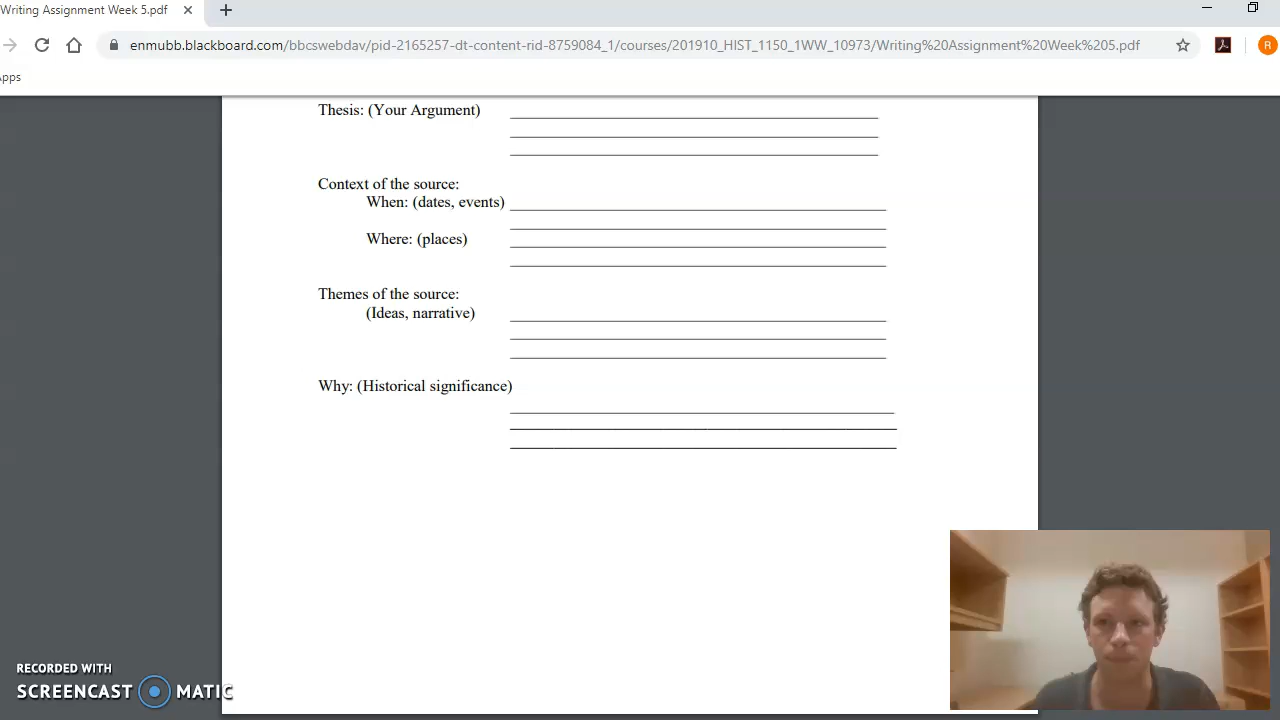 Writing Assignment Week 5.pdf
enmubb.blackboard.com/bbcswebdav/pid-2165257-dt-content-rid-8759084_1/courses/201910_HIST_1150_1WW_10973/Writing%20Assignment%20Week%205.pdf
R
Apps
Thesis: (Your Argument)
Context of the source:
When: (dates, events)
Where: (places)
Themes of the source:
(Ideas, narrative)
Why: (Historical significance)
RECORDED WITH
SCREENCAST MATIC